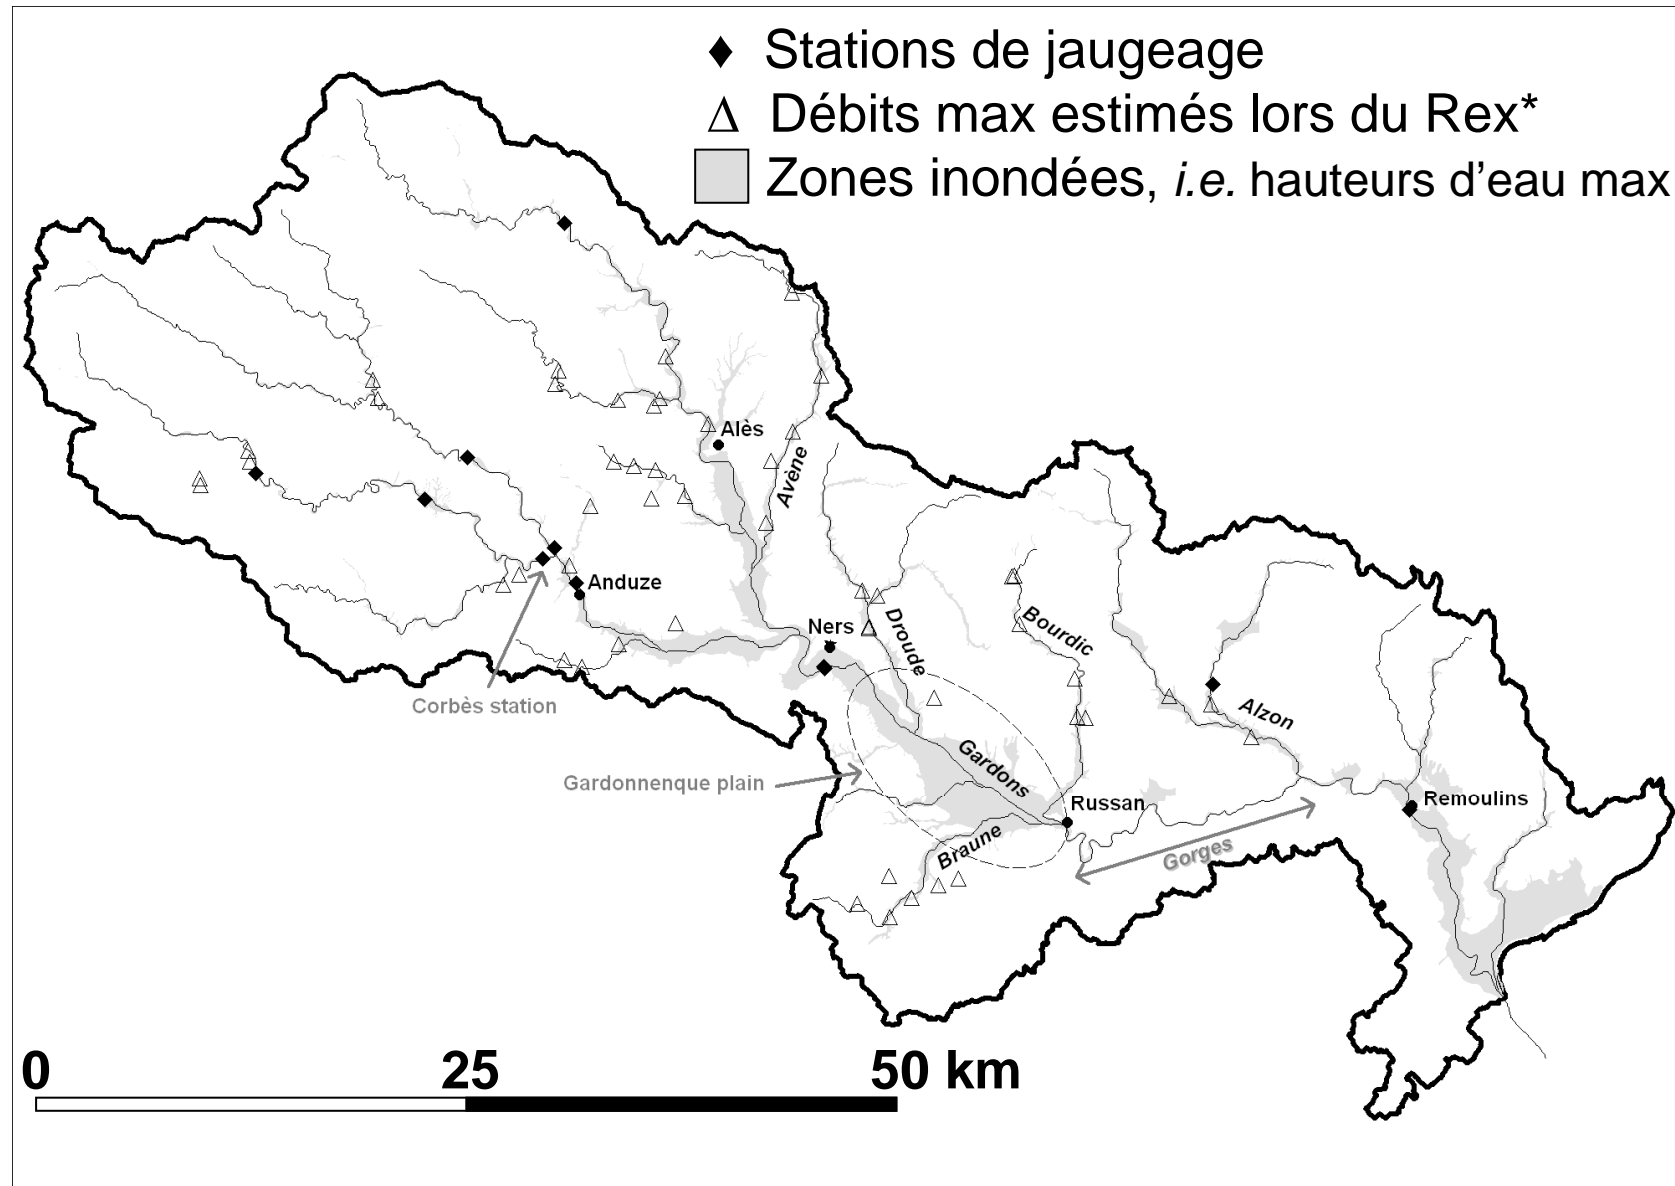 Stations de jaugeage
Débits max estimés lors du Rex*
Zones inondées, i.e. hauteurs d'eau max
Alès
Avène
Anduze
Ners
Droude
Bourdic
Corbès station
Alzon
Gardonnenque plain
Gardons
Russan
Remoulins
Braune
Gorges
0 25 50 km